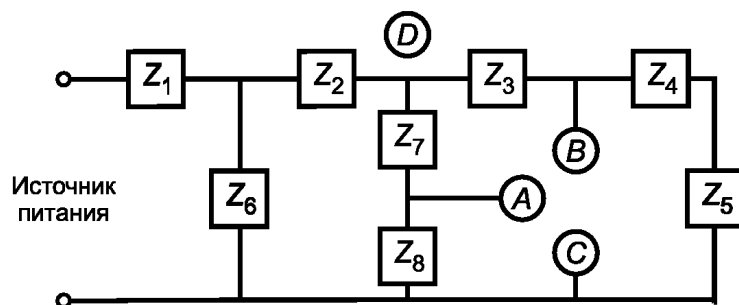 D
Z1 Z2 Z3 Z4
Z7 B
Источник
питания
Z6 A Z5
Z8 C